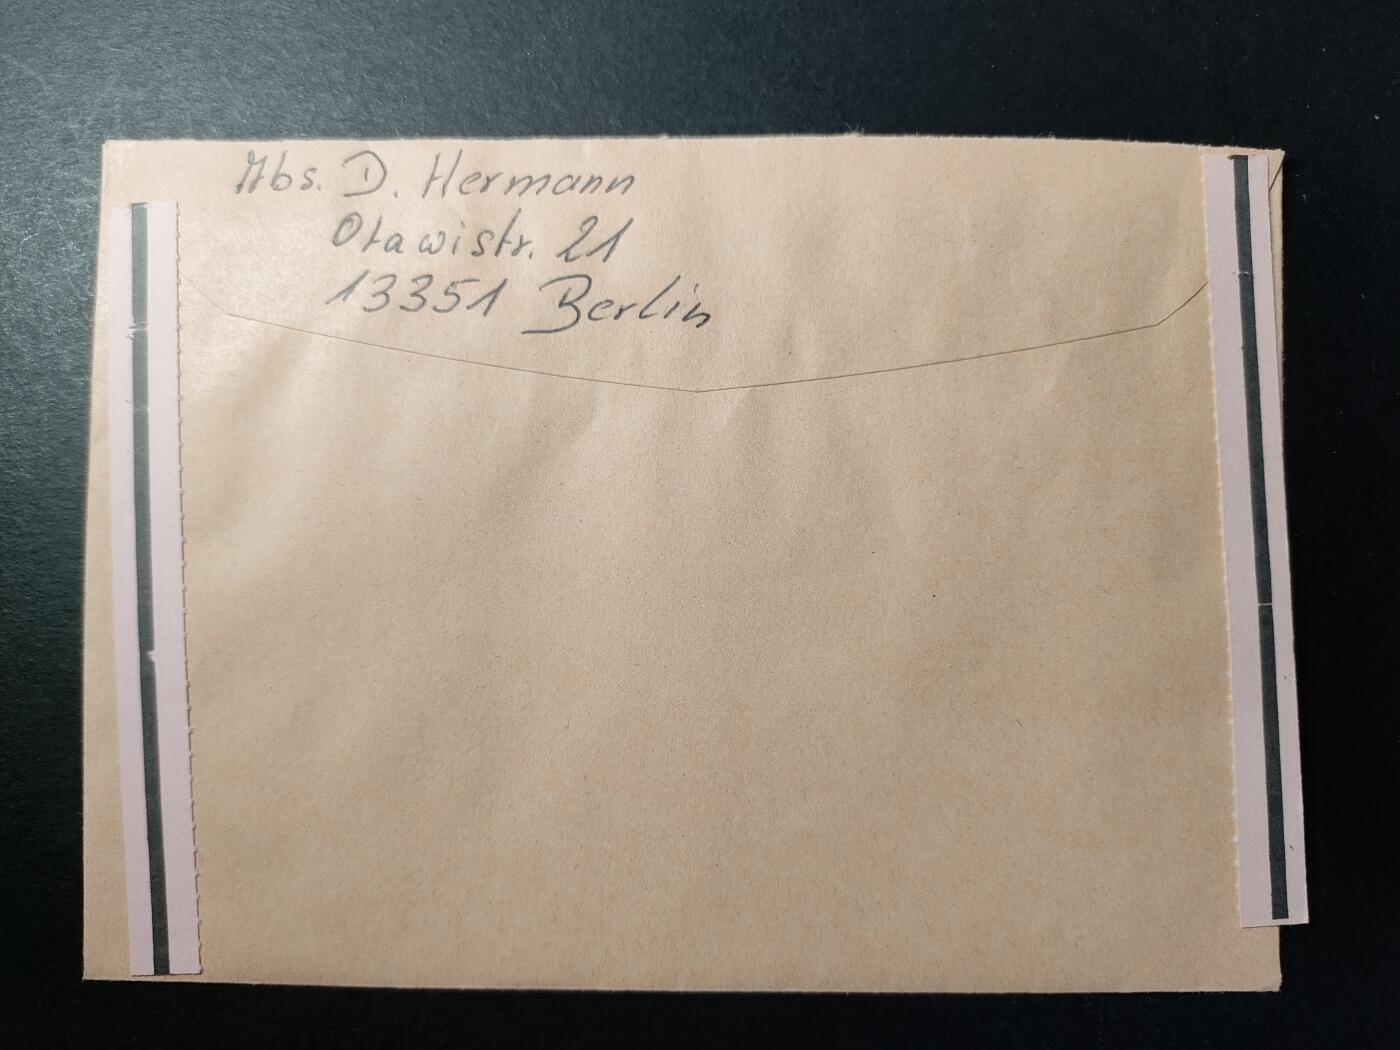 Abs. D. Hermann
Otawistr. 21
13351 Berlin